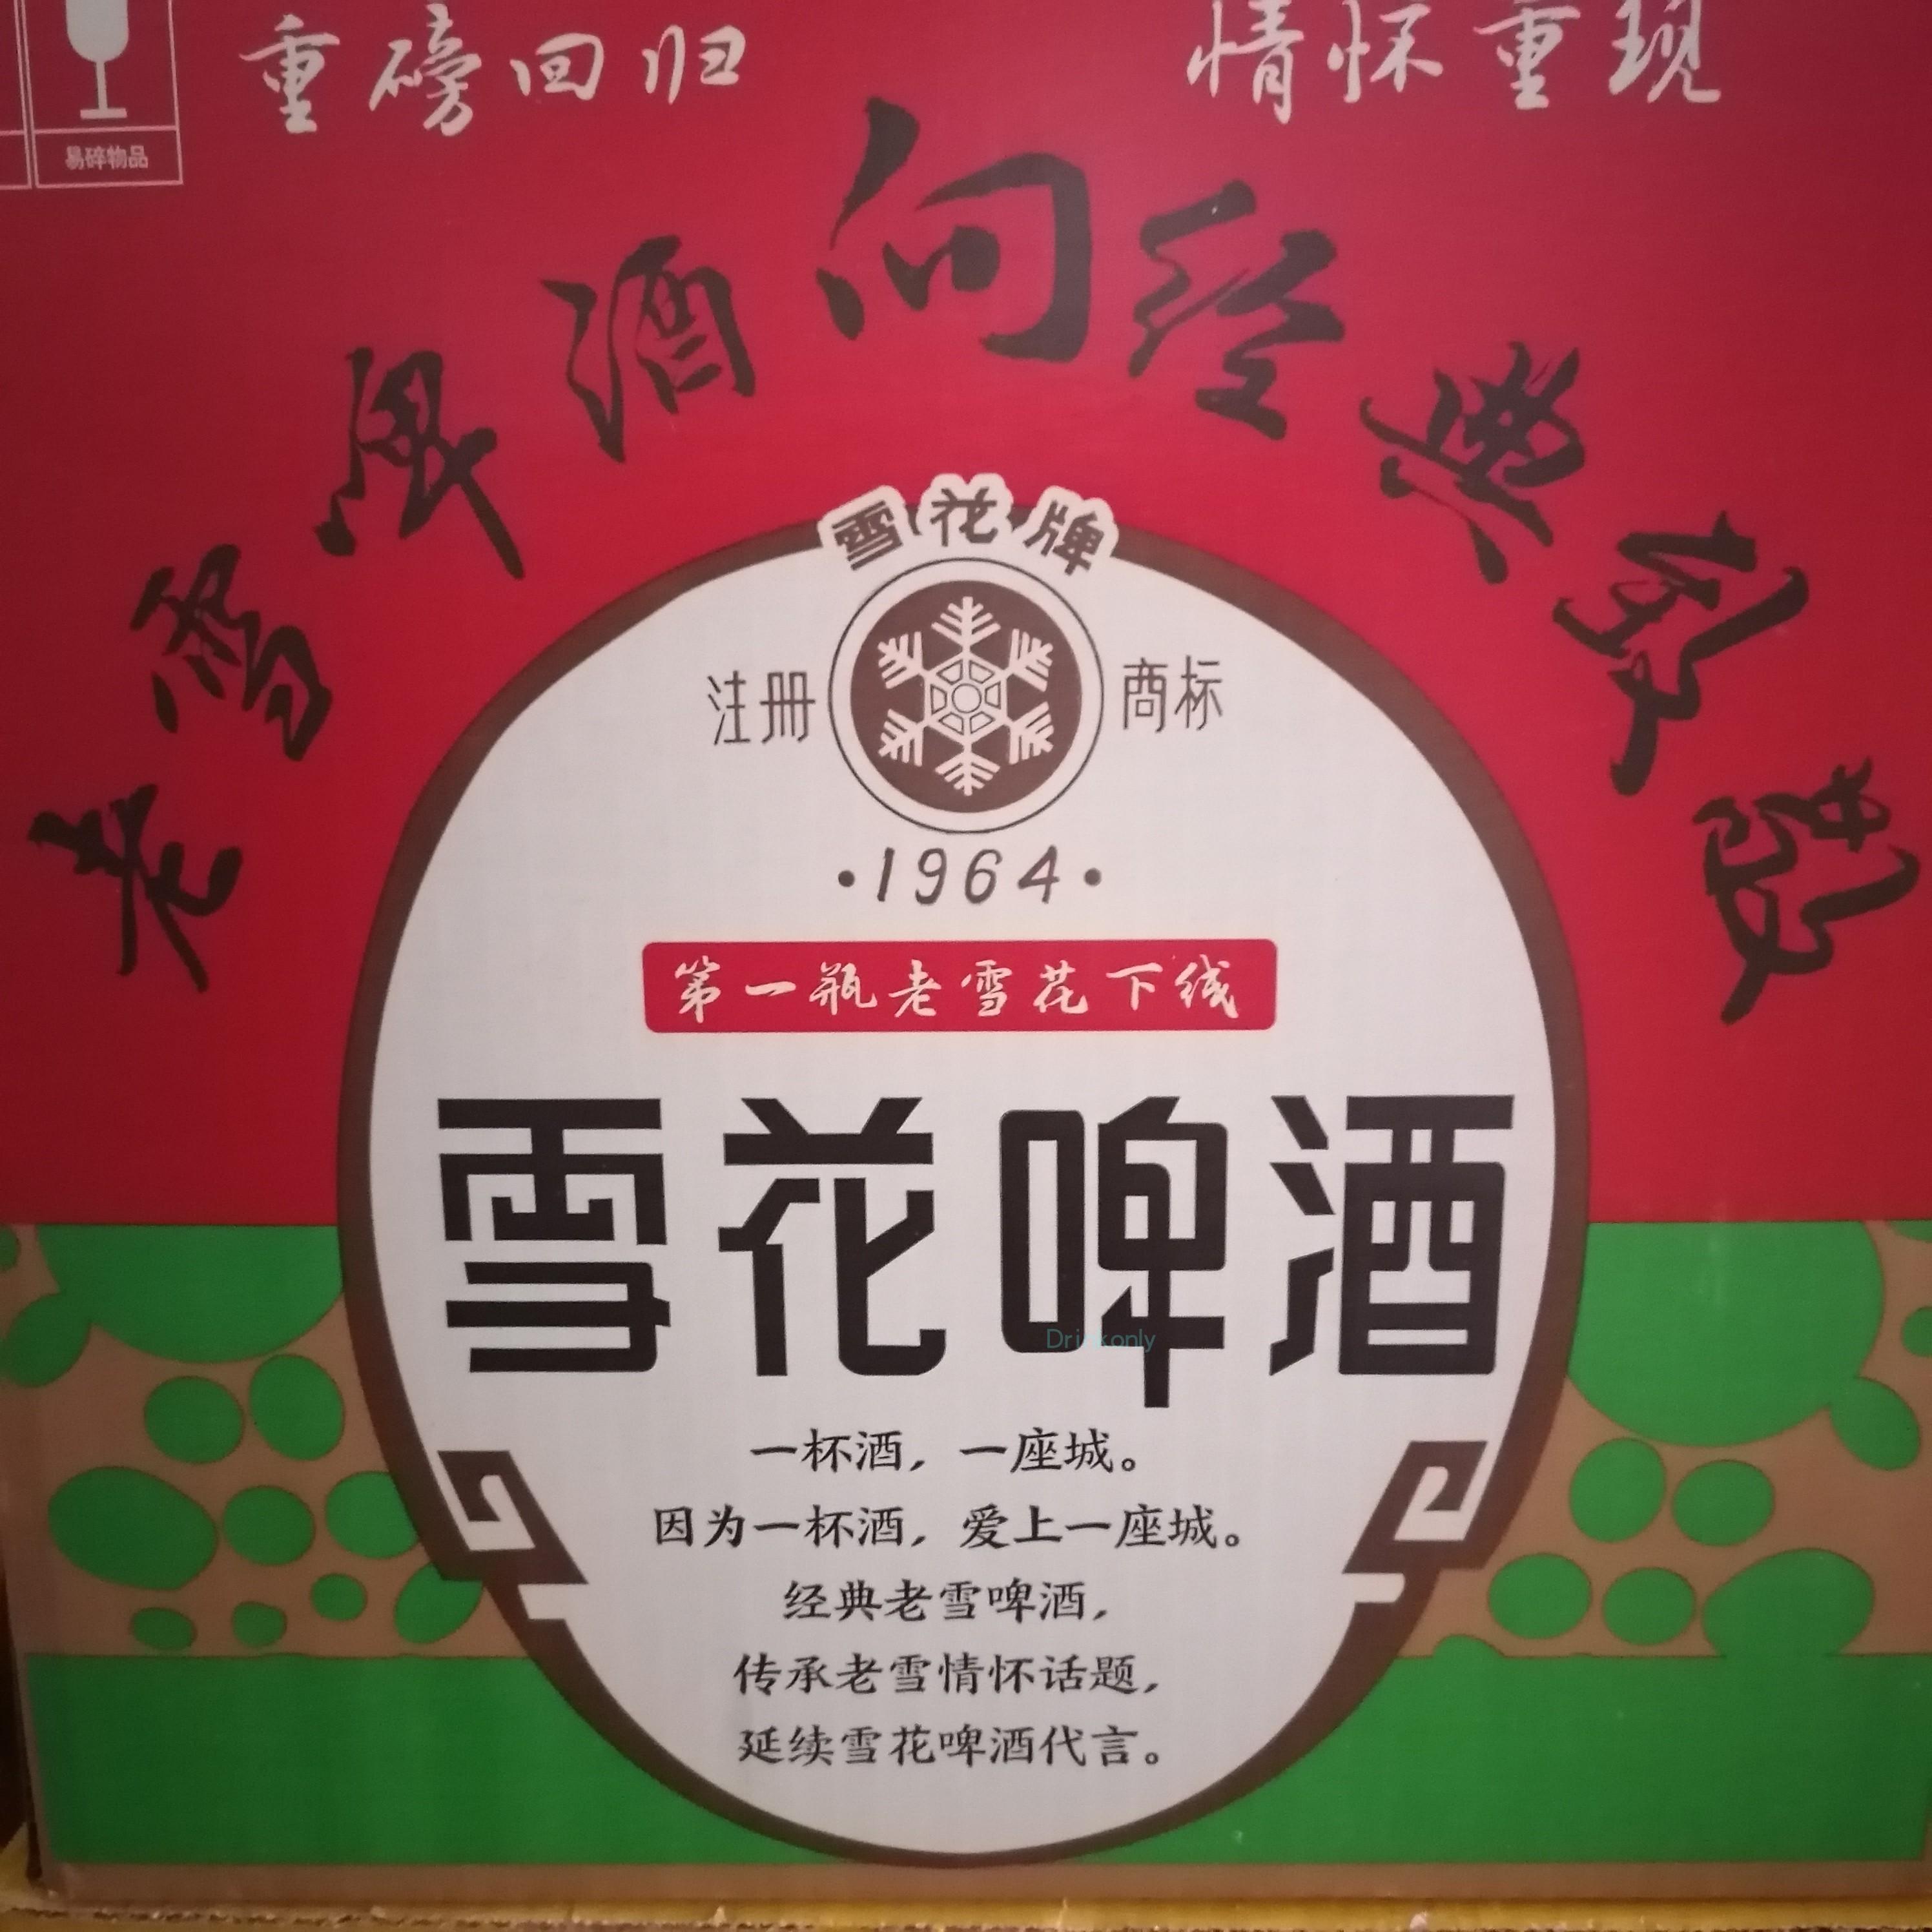 重磅回归 情怀重现
易碎物品
老雪啤酒向经典致敬
雪花牌
注册 商标
·1964·
第一瓶老雪花下线
雪花啤酒
Drinkonly
一杯酒，一座城。
因为一杯酒，爱上一座城。
经典老雪啤酒，
传承老雪情怀话题，
延续雪花啤酒代言。